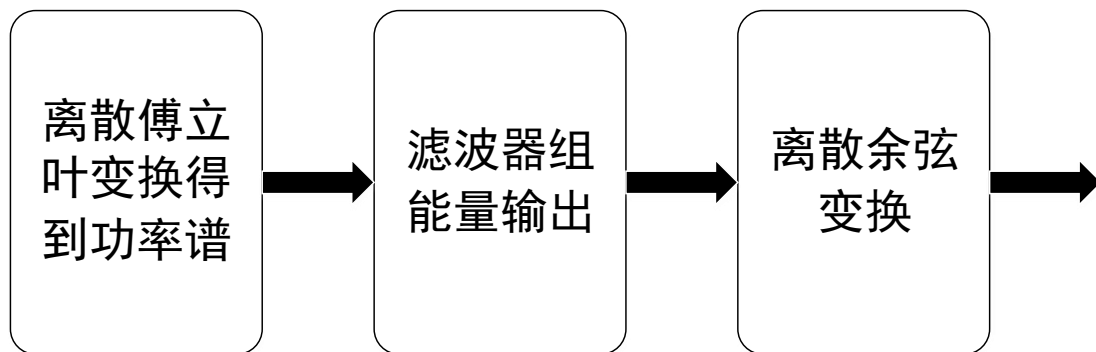 离散傅立
叶变换得
到功率谱
滤波器组
能量输出
离散余弦
变换